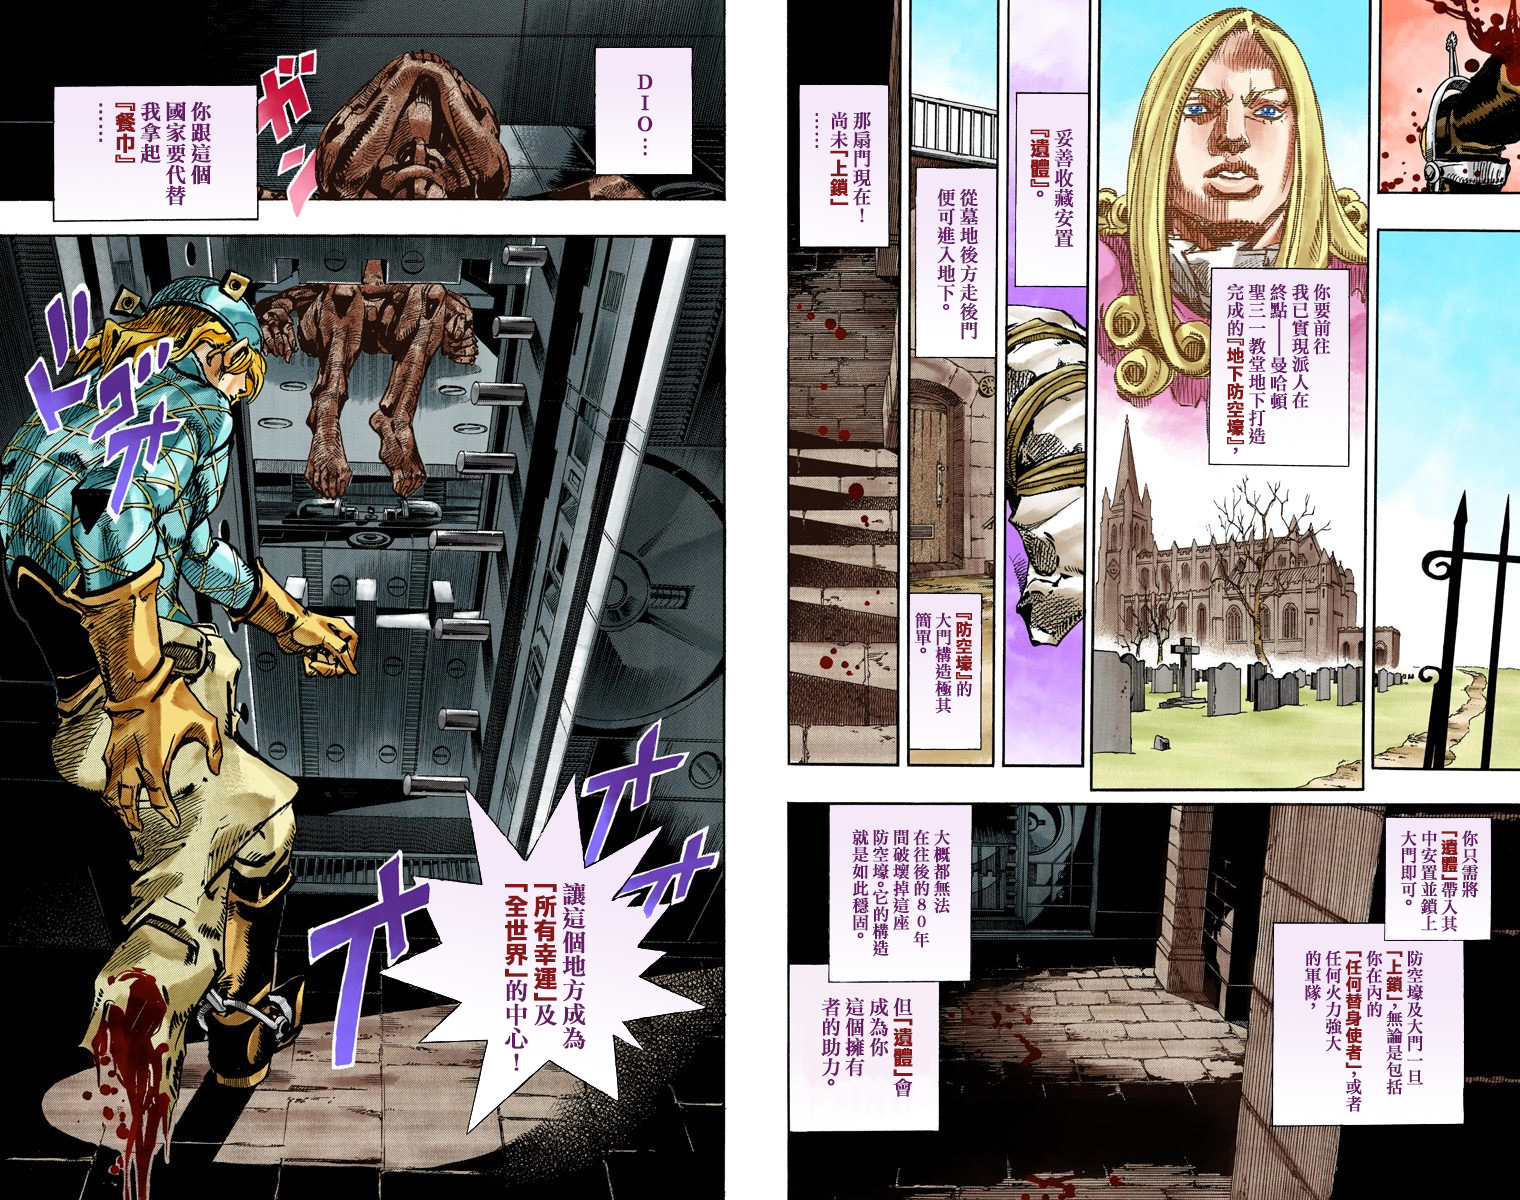 你要前往
我已實現派人在
終點──曼哈頓
聖三一教堂地下打造
完成的『地下防空壕』，
妥善收藏安置
『遺體』。
從墓地後方走後門
便可進入地下。
『防空壕』的
大門構造極其
簡單。
那扇門現在！
尚未「上鎖」
……
你只需將
「遺體」帶入其
中安置並鎖上
大門即可。
防空壕及大門一旦
「上鎖」，無論是包括
你在內的
「任何替身使者」，或者
任何火力強大
的軍隊，
大概都無法
在往後的80年
間破壞掉這座
防空壕。它的構造
就是如此穩固。
但「遺體」會
成為你
這個擁有
者的助力。
DIO…
ガーン
你跟這個
國家要代替
我拿起
『餐巾』
……
ドドオオ
讓這個地方成為
「所有幸運」及
「全世界」的中心！
オオオ